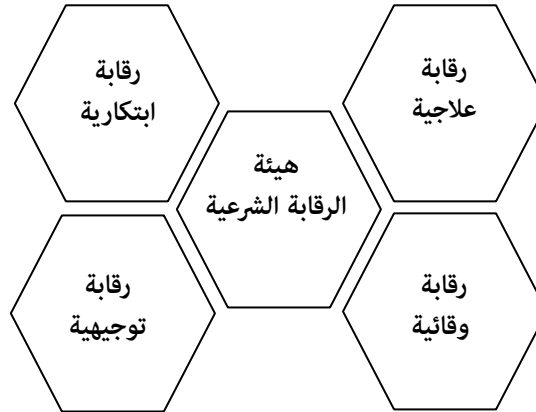 رقابة
علاجية
رقابة
ابتكارية
هيئة
الرقابة الشرعية
رقابة
وقائية
رقابة
توجيهية